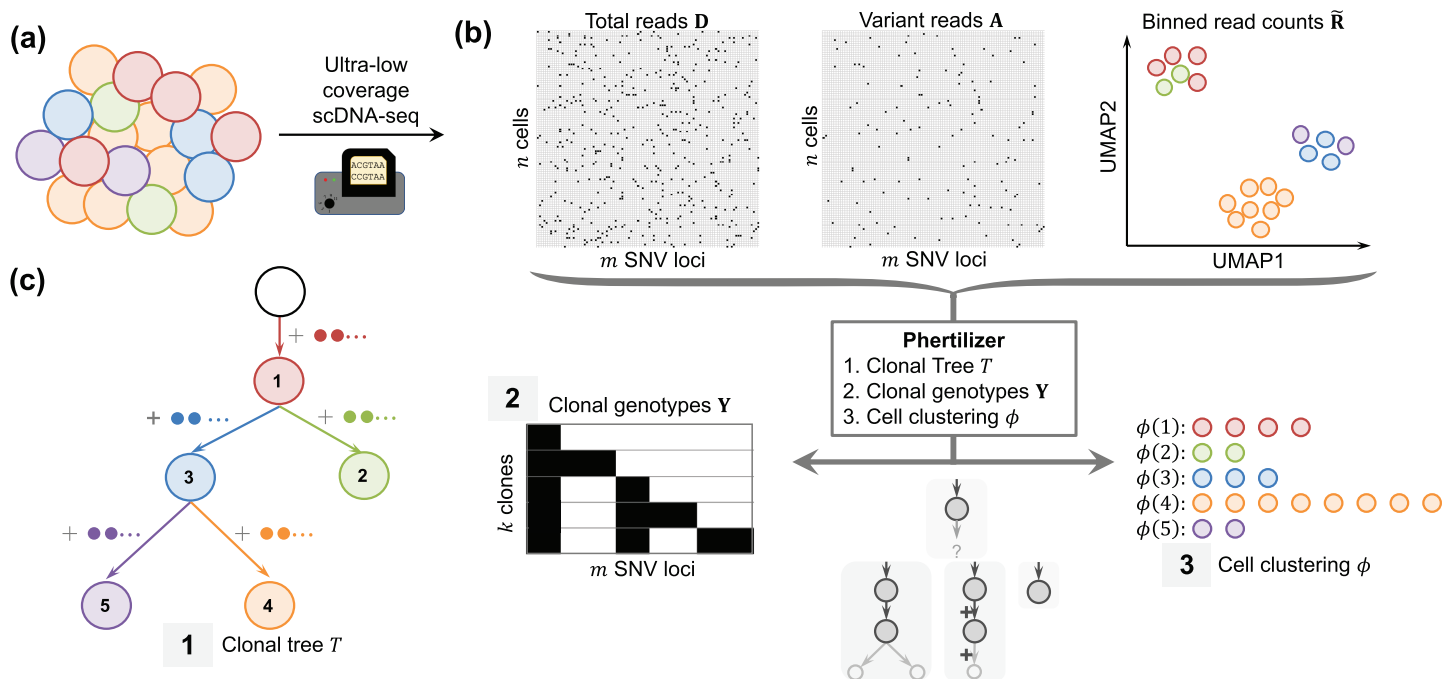 (a)
Ultra-low
coverage
scDNA-seq
ACGTAA
CCGTAA
(b)
Total reads D
n cells
m SNV loci
Variant reads A
n cells
m SNV loci
Binned read counts R̃
UMAP2
UMAP1
Phertilizer
1. Clonal Tree T
2. Clonal genotypes Y
3. Cell clustering ϕ
(c)
+ ...
1
+ ...
+ ...
3
2
+ ...
+ ...
5
4
1 Clonal tree T
2 Clonal genotypes Y
k clones
m SNV loci
?
+
+
ϕ(1):
ϕ(2):
ϕ(3):
ϕ(4):
ϕ(5):
3 Cell clustering ϕ